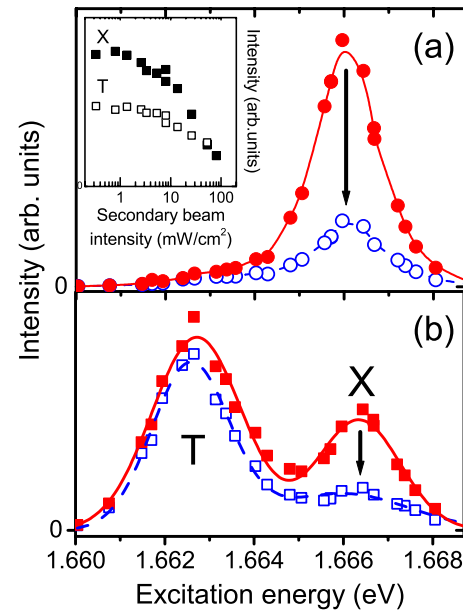 (a)
X
T
0
1
10
100
Secondary beam
intensity (mW/cm²)
Intensity (arb.units)
Intensity (arb. units)
0
(b)
T
X
0
1.660
1.662
1.664
1.666
1.668
Excitation energy (eV)